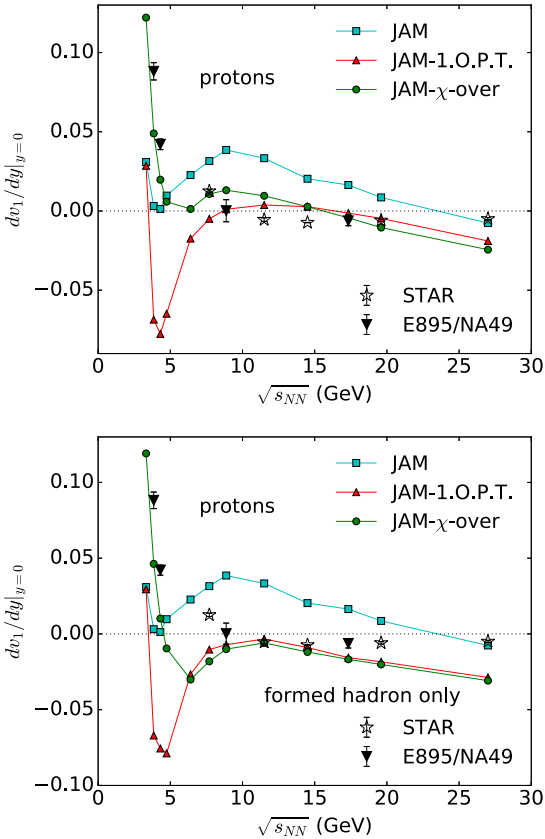 0.10
0.05
0.00
−0.05
dv₁/dy|y=0
protons
JAM
JAM-1.O.P.T.
JAM-χ-over
STAR
E895/NA49
0 5 10 15 20 25 30
√sNN (GeV)
0.10
0.05
0.00
−0.05
−0.10
dv₁/dy|y=0
protons
JAM
JAM-1.O.P.T.
JAM-χ-over
formed hadron only
STAR
E895/NA49
0 5 10 15 20 25 30
√sNN (GeV)